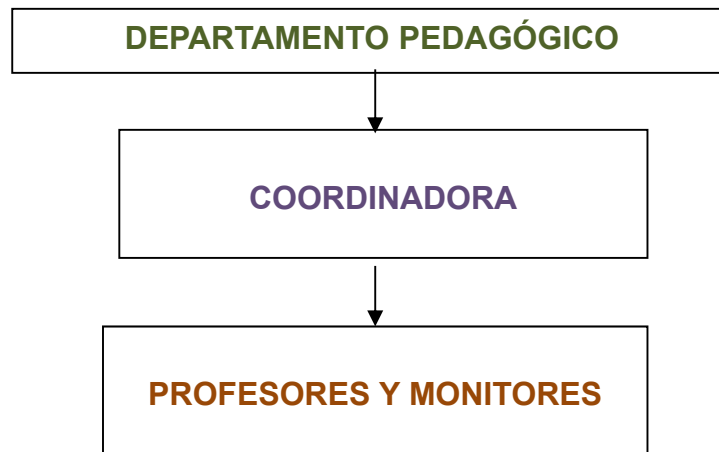 DEPARTAMENTO PEDAGÓGICO
COORDINADORA
PROFESORES Y MONITORES